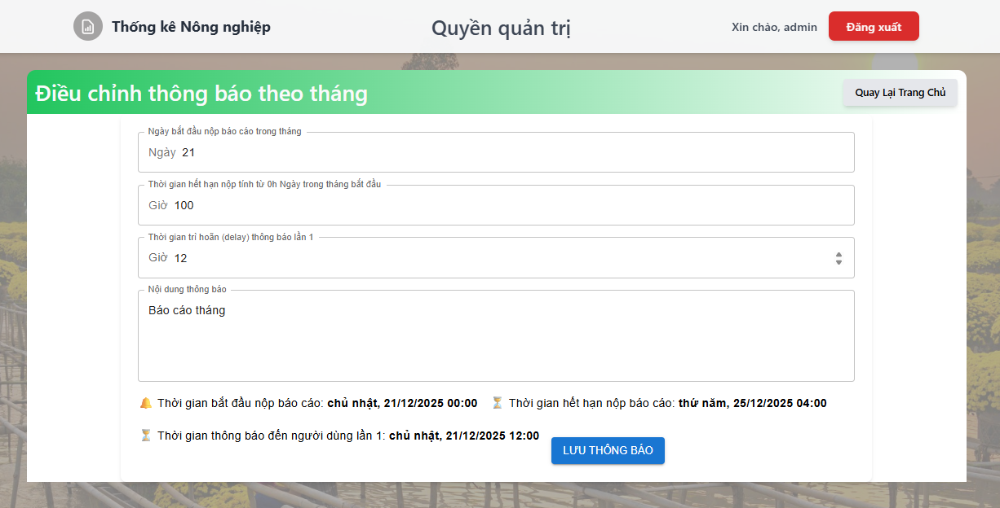 Thống kê Nông nghiệp
Quyền quản trị
Xin chào, admin
Đăng xuất
Điều chỉnh thông báo theo tháng
Quay Lại Trang Chủ
Ngày bắt đầu nộp báo cáo trong tháng
Ngày 21
Thời gian hết hạn nộp tính từ 0h Ngày trong tháng bắt đầu
Giờ 100
Thời gian trì hoãn (delay) thông báo lần 1
Giờ 12
Nội dung thông báo
Báo cáo tháng
Thời gian bắt đầu nộp báo cáo: chủ nhật, 21/12/2025 00:00
Thời gian hết hạn nộp báo cáo: thứ năm, 25/12/2025 04:00
Thời gian thông báo đến người dùng lần 1: chủ nhật, 21/12/2025 12:00
LƯU THÔNG BÁO